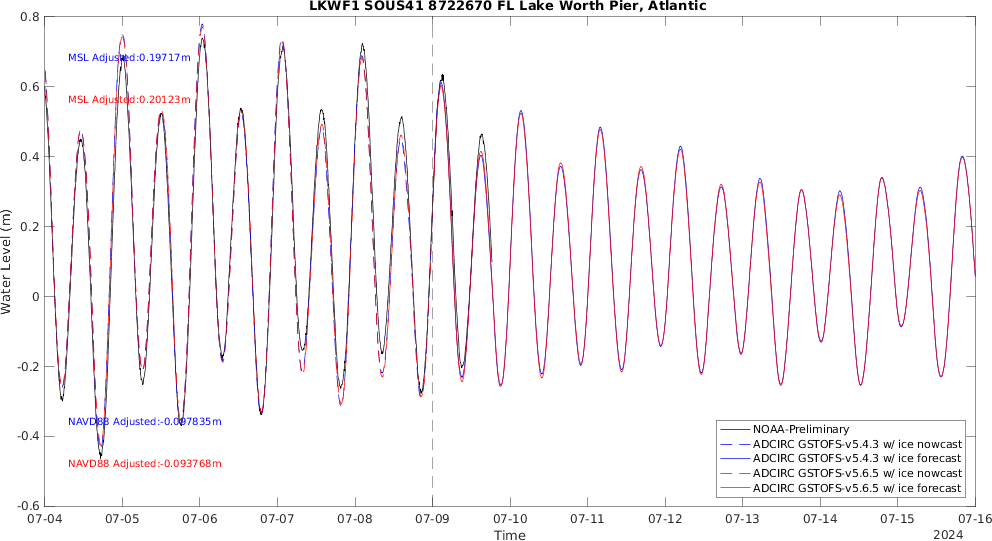 LKWF1 SOUS41 8722670 FL Lake Worth Pier, Atlantic
Water Level (m)
0.8
0.6
0.4
0.2
0
-0.2
-0.4
-0.6
MSL Adjusted:0.19717m
MSL Adjusted:0.20123m
NAVD88 Adjusted:-0.097835m
NAVD88 Adjusted:-0.093768m
NOAA-Preliminary
ADCIRC GSTOFS-v5.4.3 w/ ice nowcast
ADCIRC GSTOFS-v5.4.3 w/ ice forecast
ADCIRC GSTOFS-v5.6.5 w/ ice nowcast
ADCIRC GSTOFS-v5.6.5 w/ ice forecast
07-04 07-05 07-06 07-07 07-08 07-09 07-10 07-11 07-12 07-13 07-14 07-15 07-16
Time
2024